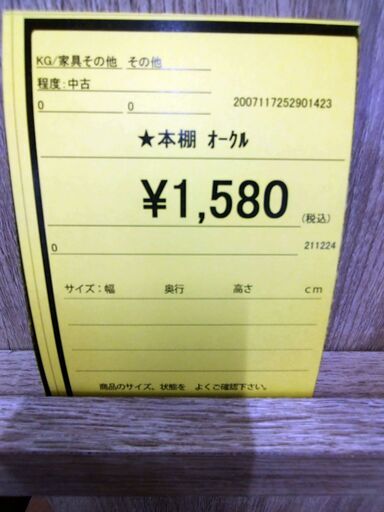 KG/家具その他 その他
程度:中古
0 0 2007117252901423
★本棚 ｵｰｸﾙ
¥1,580 (税込)
0 211224
サイズ:幅 奥行 高さ cm
商品のサイズ、状態を よくご確認下さい。